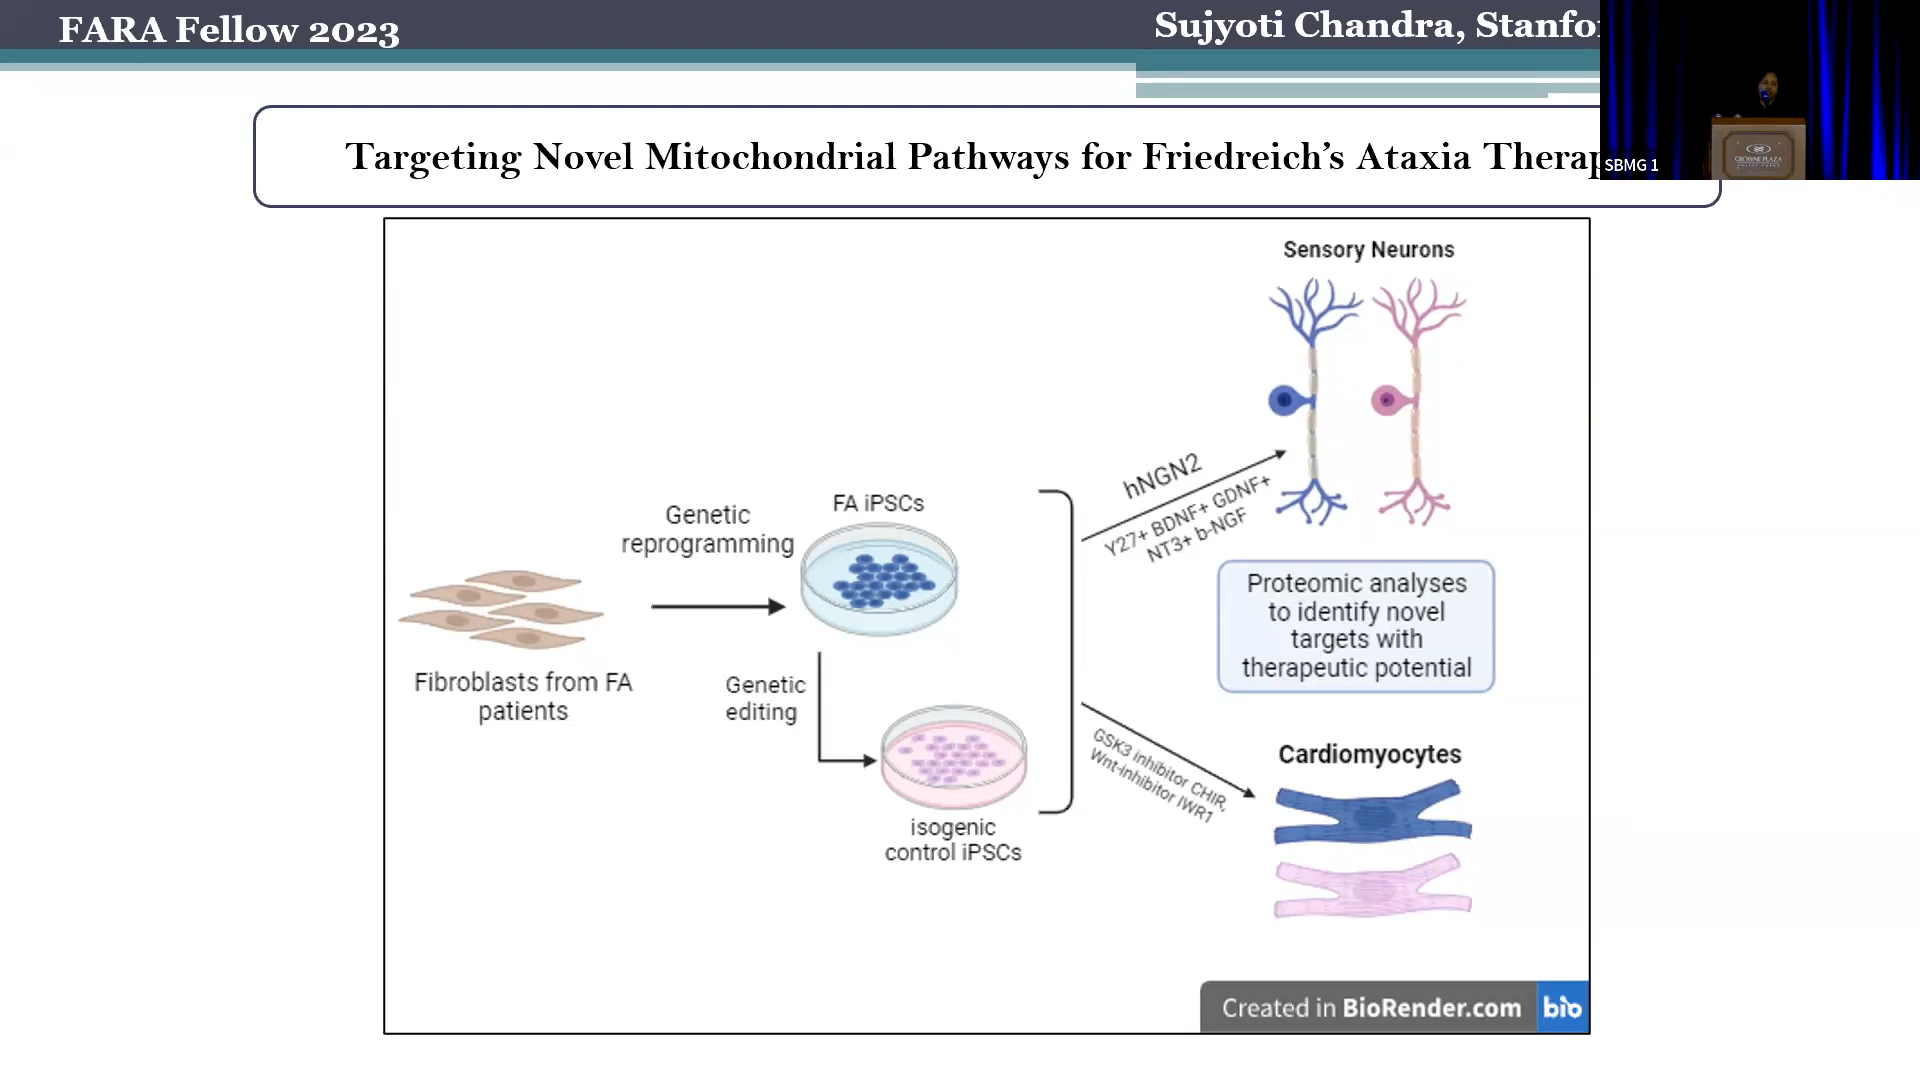 FARA Fellow 2023
Sujyoti Chandra,
SBMG 1
CROWNE PLAZA
Targeting Novel Mitochondrial Pathways for Friedreich's Ataxia
Sensory Neurons
hNGN2
Y27+ BDNF+ GDNF+
NT3+ b-NGF
FA iPSCs
Genetic
reprogramming
Fibroblasts from FA
patients
Genetic
editing
isogenic
control iPSCs
Proteomic analyses
to identify novel
targets with
therapeutic potential
GSK3 inhibitor CHIR,
Wnt-inhibitor IWR1
Cardiomyocytes
Created in BioRender.com
bio